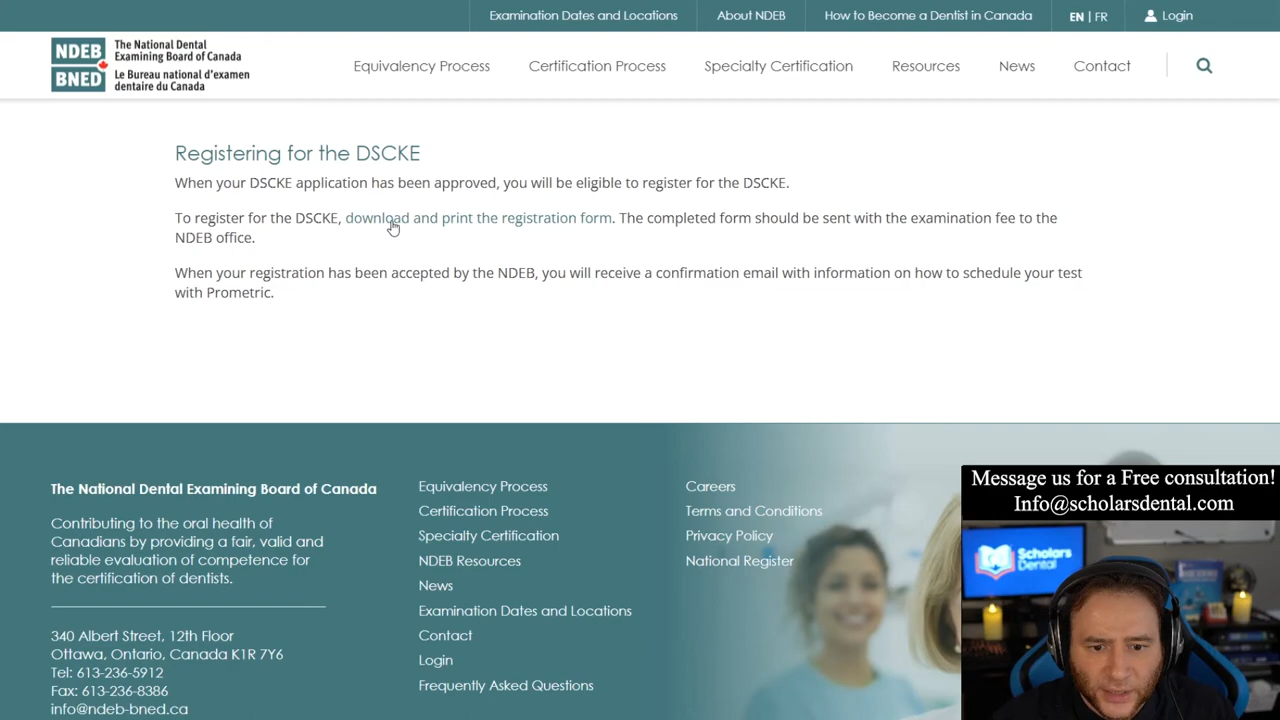 Examination Dates and Locations
About NDEB
How to Become a Dentist in Canada
EN | FR
Login
NDEB
BNED
The National Dental
Examining Board of Canada
Le Bureau national d'examen
dentaire du Canada
Equivalency Process
Certification Process
Specialty Certification
Resources
News
Contact
Registering for the DSCKE
When your DSCKE application has been approved, you will be eligible to register for the DSCKE.
To register for the DSCKE, download and print the registration form. The completed form should be sent with the examination fee to the
NDEB office.
When your registration has been accepted by the NDEB, you will receive a confirmation email with information on how to schedule your test
with Prometric.
The National Dental Examining Board of Canada
Contributing to the oral health of
Canadians by providing a fair, valid and
reliable evaluation of competence for
the certification of dentists.
340 Albert Street, 12th Floor
Ottawa, Ontario, Canada K1R 7Y6
Tel: 613-236-5912
Fax: 613-236-8386
info@ndeb-bned.ca
Equivalency Process
Certification Process
Specialty Certification
NDEB Resources
News
Examination Dates and Locations
Contact
Login
Frequently Asked Questions
Careers
Terms and Conditions
Privacy Policy
National Register
Message us for a Free consultation!
Info@scholarsdental.com
Scholars
Dental